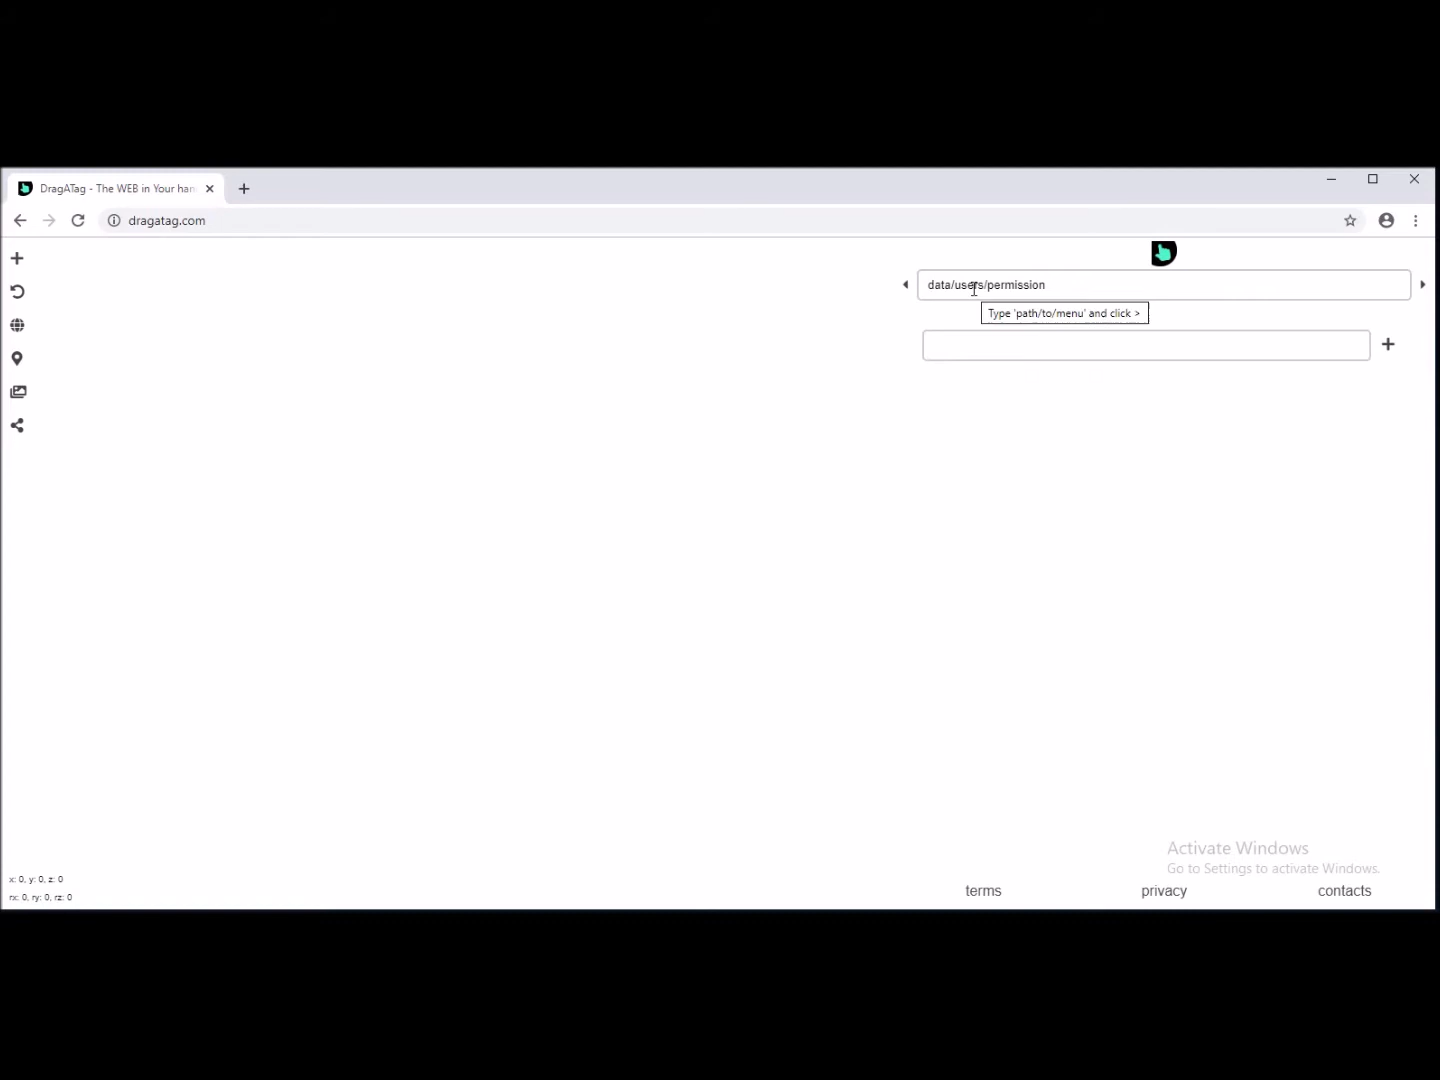 DragATag - The WEB in Your han
dragatag.com
data/users/permission
Type 'path/to/menu' and click >
Activate Windows
Go to Settings to activate Windows.
x: 0, y: 0, z: 0
rx: 0, ry: 0, rz: 0
terms privacy contacts